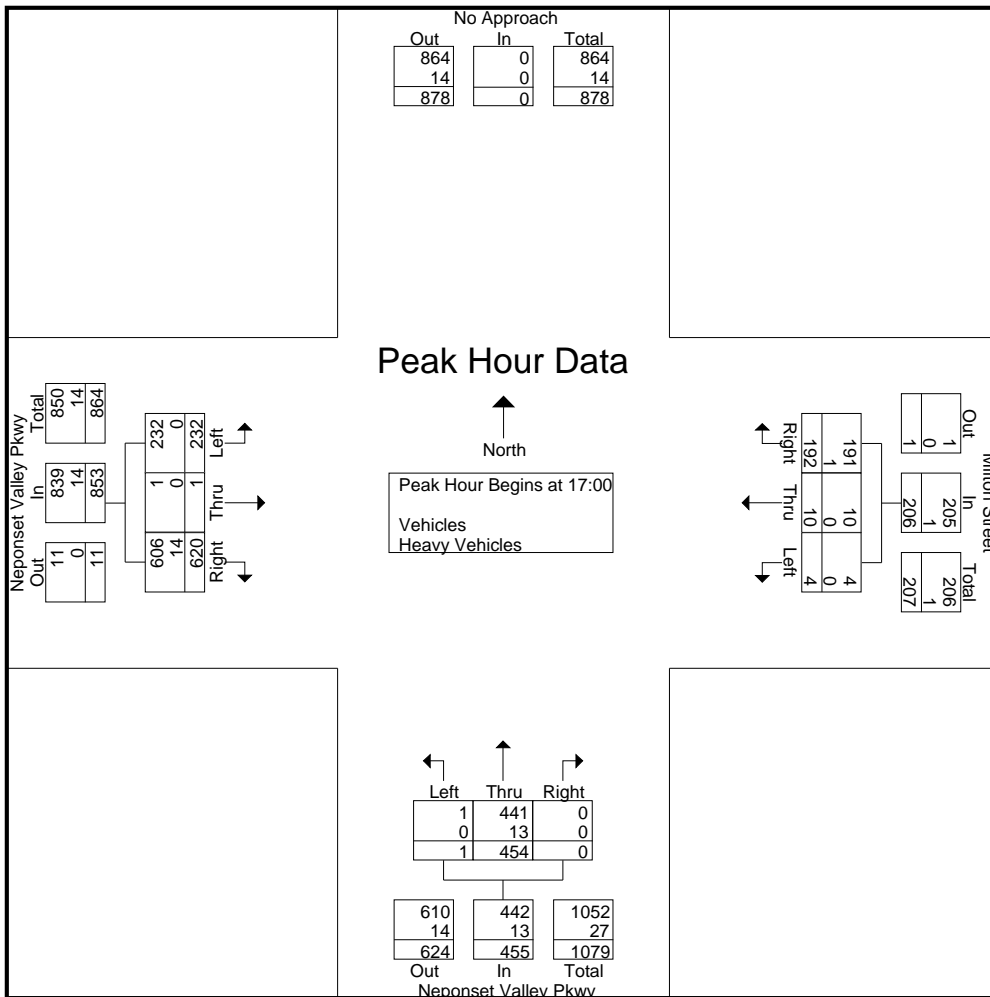 No Approach
Out In Total
864 0 864
14 0 14
878 0 878
Peak Hour Data
North
Peak Hour Begins at 17:00
Vehicles
Heavy Vehicles
Neponset Valley Pkwy
Out In Total
11 839 850
0 14 14
11 853 864
Right Thru Left
606 1 232
14 0 0
620 1 232
Milton Street
Out In Total
1 205 206
0 1 1
1 206 207
Right Thru Left
191 10 4
1 0 0
192 10 4
Left Thru Right
1 441 0
0 13 0
1 454 0
610 442 1052
14 13 27
624 455 1079
Out In Total
Neponset Valley Pkwy